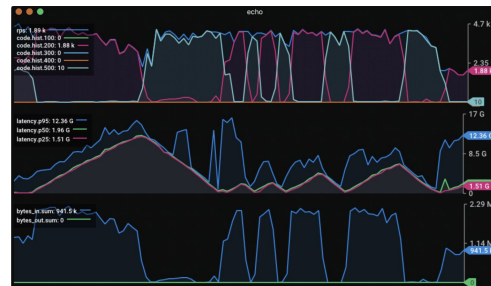 echo
rps: 1.89 k
code.hist.100: 0
code.hist.200: 1.88 k
code.hist.300: 0
code.hist.400: 0
code.hist.500: 10
4.7 k
2.35
1.88 k
10
latency.p95: 12.36 G
latency.p50: 1.96 G
latency.p25: 1.51 G
17 G
12.36 G
8.5 G
1.51 G
bytes_in.sum: 941.5 k
bytes_out.sum: 0
2.29 M
1.14 M
941.5 k
0